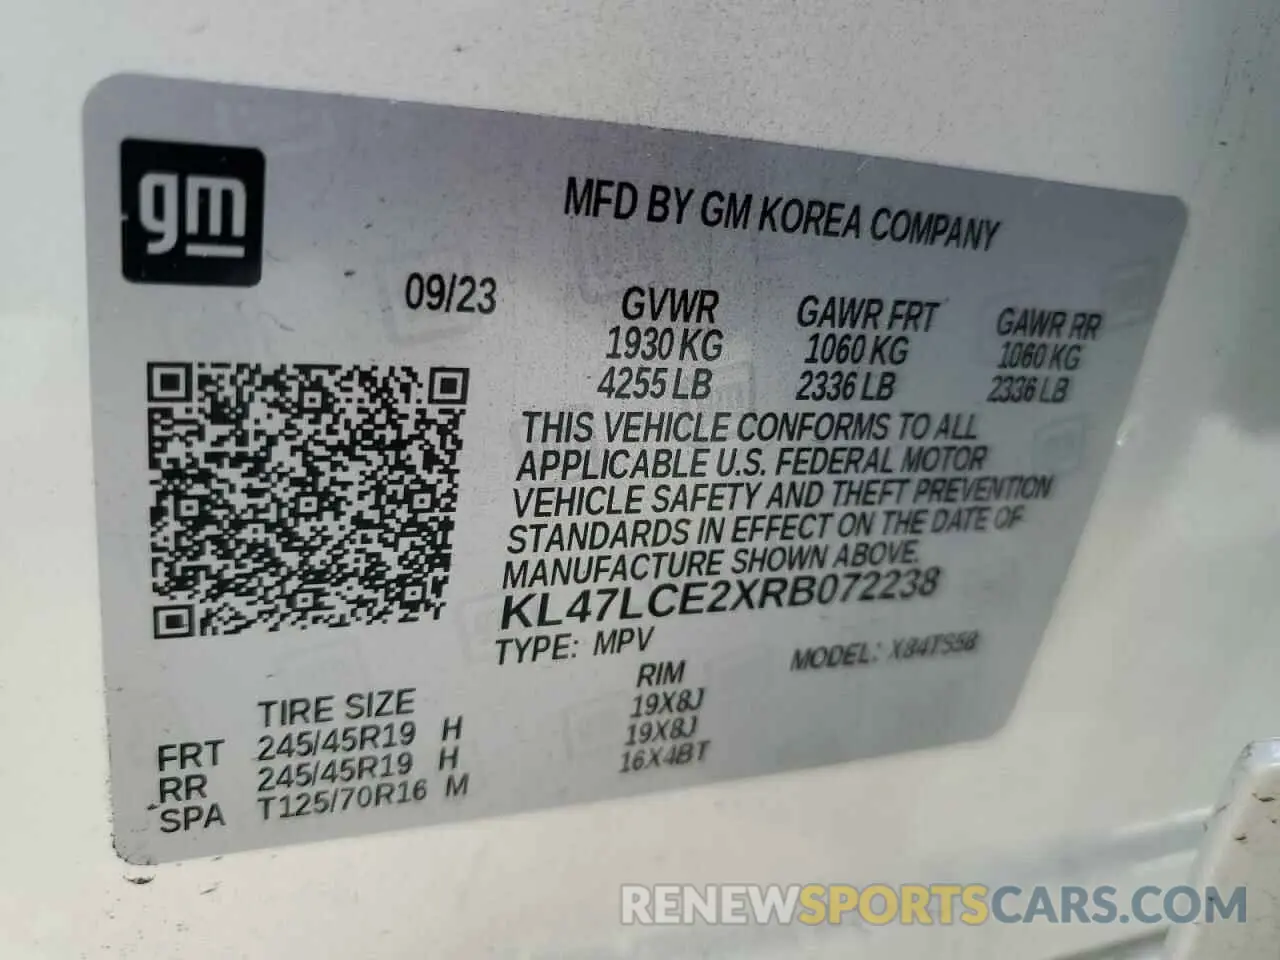 gm
MFD BY GM KOREA COMPANY
09/23
GVWR GAWR FRT GAWR RR
1930 KG 1060 KG 1060 KG
4255 LB 2336 LB 2336 LB
THIS VEHICLE CONFORMS TO ALL
APPLICABLE U.S. FEDERAL MOTOR
VEHICLE SAFETY AND THEFT PREVENTION
STANDARDS IN EFFECT ON THE DATE OF
MANUFACTURE SHOWN ABOVE.
KL47LCE2XRB072238
TYPE: MPV MODEL: X84TS58
TIRE SIZE RIM
FRT 245/45R19 H 19X8J
RR 245/45R19 H 19X8J
SPA T125/70R16 M 16X4BT
RENEWSPORTSCARS.COM